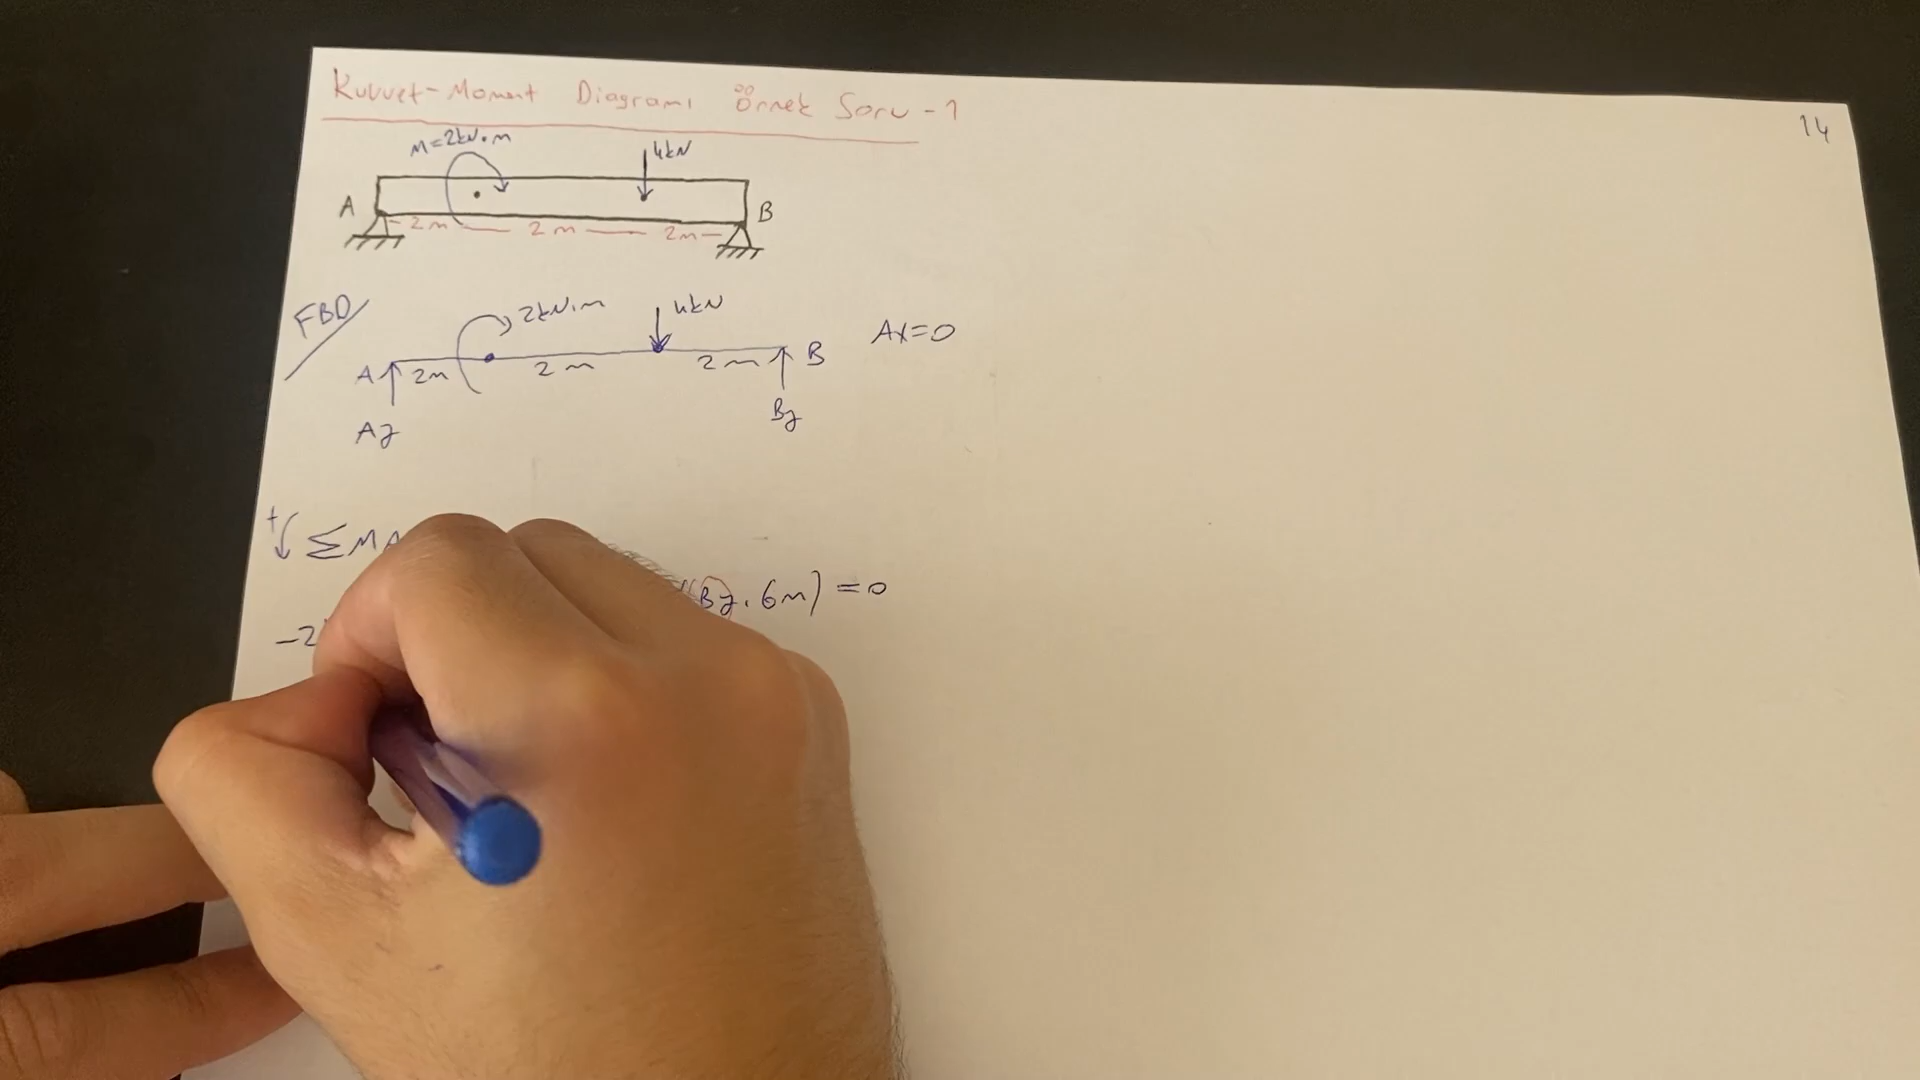 Kuvvet-Moment Diagramı Örnek Soru-1
14
M=2kN.m
4kN
A
B
2m 2m 2m
FBD
2kN.m
4kN
Ax=0
A 2m 2m 2m B
Ay
By
+ ΣMA
(By.6m)=0
-2